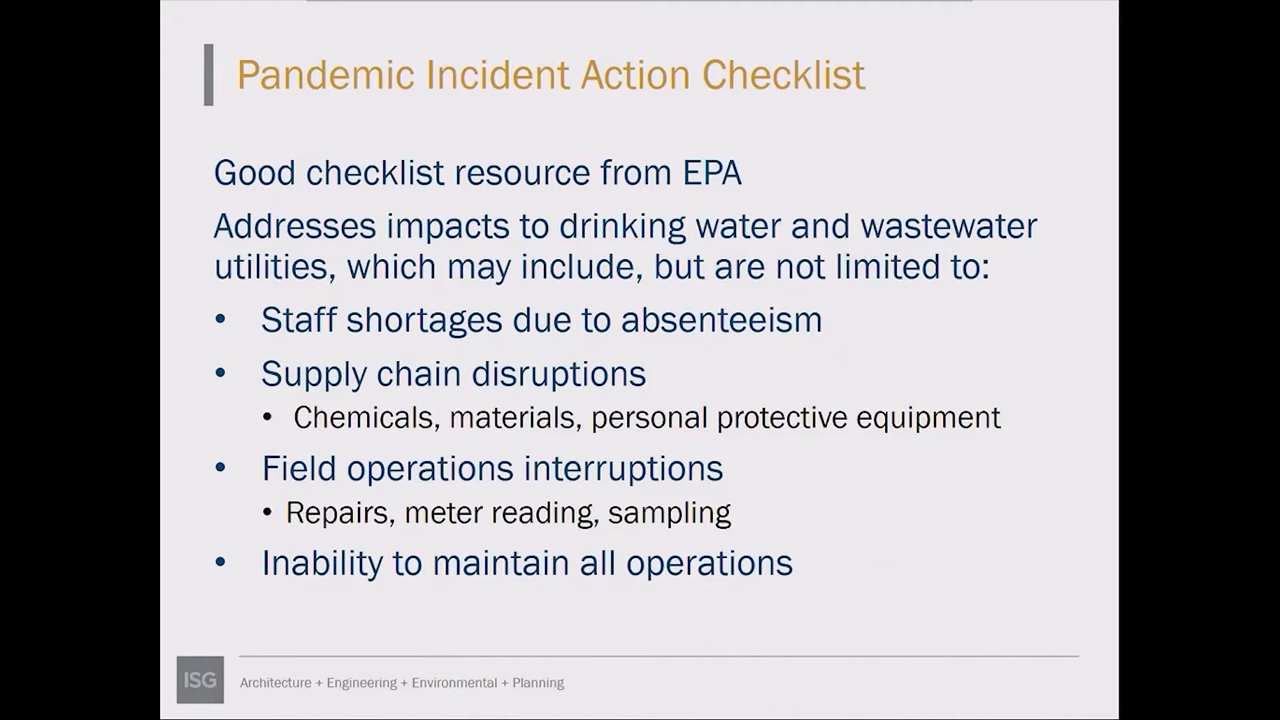 Pandemic Incident Action Checklist
Good checklist resource from EPA
Addresses impacts to drinking water and wastewater
utilities, which may include, but are not limited to:
• Staff shortages due to absenteeism
• Supply chain disruptions
• Chemicals, materials, personal protective equipment
• Field operations interruptions
• Repairs, meter reading, sampling
• Inability to maintain all operations
ISG
Architecture + Engineering + Environmental + Planning